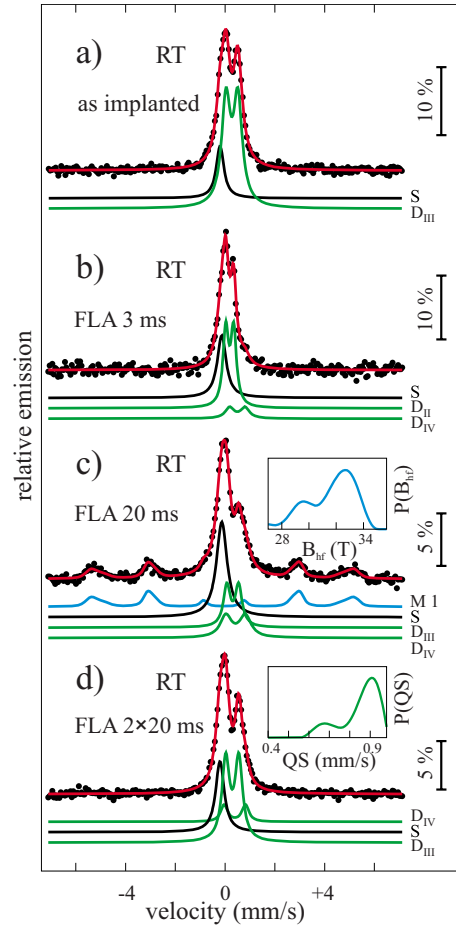 a) RT
as implanted
10 %
S
D_III
b) RT
FLA 3 ms
10 %
S
D_II
D_IV
relative emission
c) RT
FLA 20 ms
P(B_hf)
28 34
B_hf (T)
5 %
M 1
S
D_III
D_IV
d) RT
FLA 2×20 ms
P(QS)
0.4 0.9
QS (mm/s)
5 %
D_IV
S
D_III
-4 0 +4
velocity (mm/s)